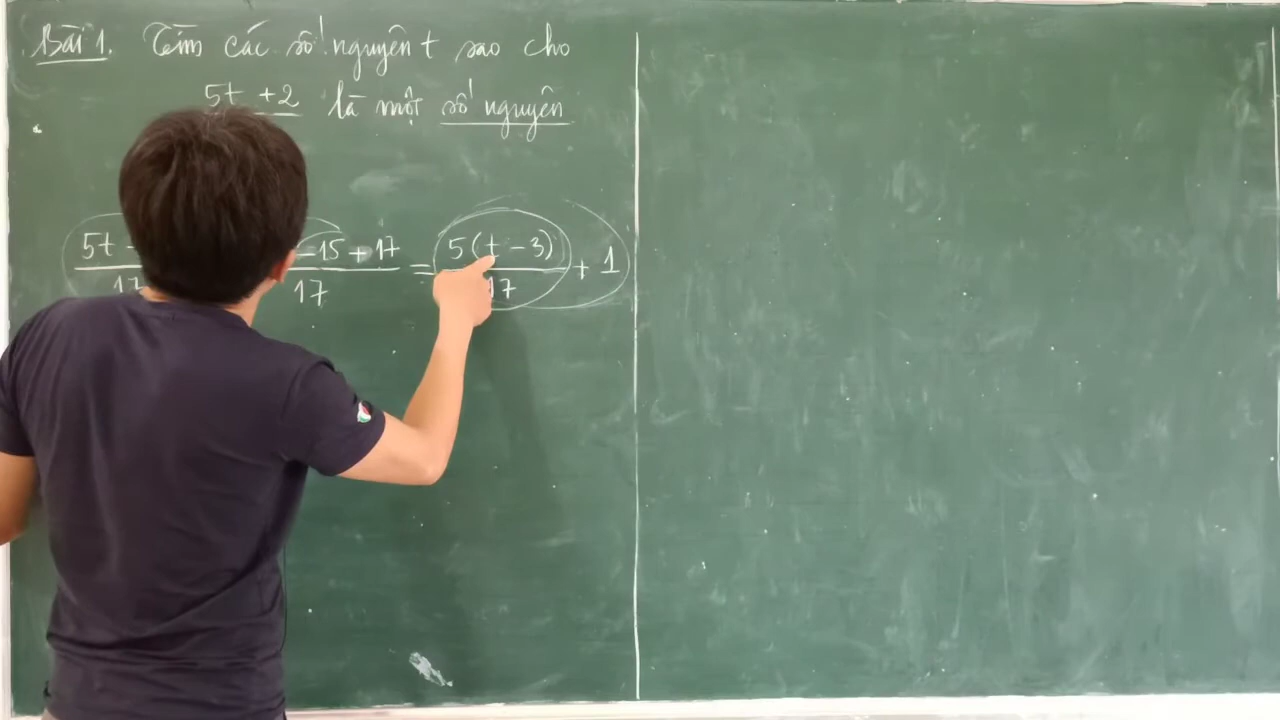 Bài 1. Tìm các số nguyên t sao cho
5t + 2 là một số nguyên
5t - -15 + 17 = 5(t - 3) + 1
17 17 17